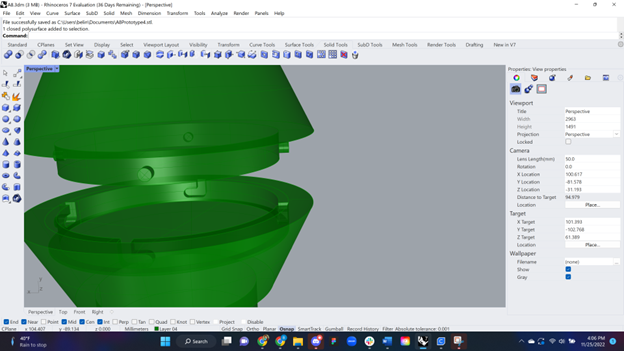 A8.3dm (3 MB) - Rhinoceros 7 Evaluation (36 Days Remaining) - [Perspective]
File Edit View Curve Surface SubD Solid Mesh Dimension Transform Tools Analyze Render Panels Help
File successfully saved as C:\Users\belin\Documents\ABPrototype4.stl.
1 closed polysurface added to selection.
Command:
Standard CPlanes Set View Display Select Viewport Layout Visibility Transform Curve Tools Surface Tools Solid Tools SubD Tools Mesh Tools Render Tools Drafting New in V7
Perspective
Properties: View properties
Viewport
Title Perspective
Width 2963
Height 1491
Projection Perspective
Locked
Camera
Lens Length(mm) 50.0
Rotation 0.0
X Location 100.617
Y Location -81.578
Z Location -31.193
Distance to Target 94.979
Location Place...
Target
X Target 101.393
Y Target -102.768
Z Target 61.389
Location Place...
Wallpaper
Filename (none) ...
Show
Gray
Perspective Top Front Right
End Near Point Mid Cen Int Perp Tan Quad Knot Vertex Project Disable
CPlane x 104.407 y -89.134 z 0.000 Millimeters Layer 04 Grid Snap Ortho Planar Osnap SmartTrack Gumball Record History Filter Absolute tolerance: 0.001
40°F
Rain to stop
Search
4:06 PM
11/25/2022